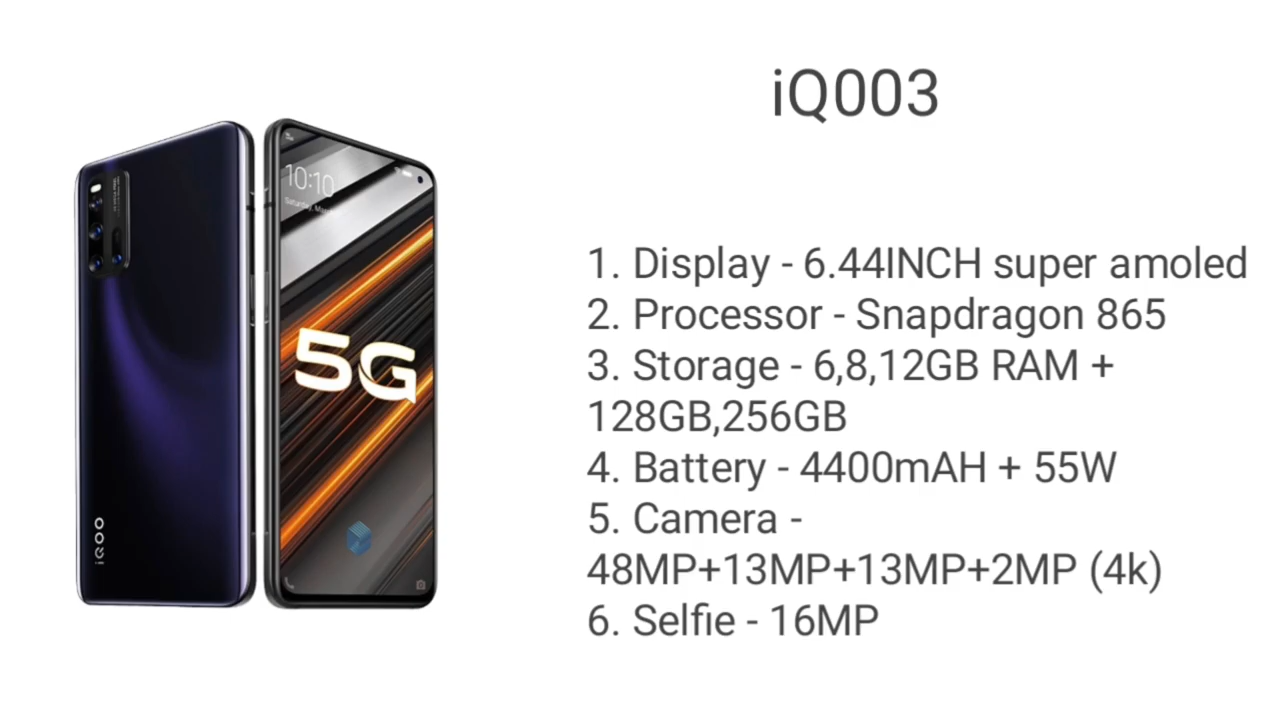 iQ003
10:10
5G
iQOO
1. Display - 6.44INCH super amoled
2. Processor - Snapdragon 865
3. Storage - 6,8,12GB RAM +
128GB,256GB
4. Battery - 4400mAH + 55W
5. Camera -
48MP+13MP+13MP+2MP (4k)
6. Selfie - 16MP